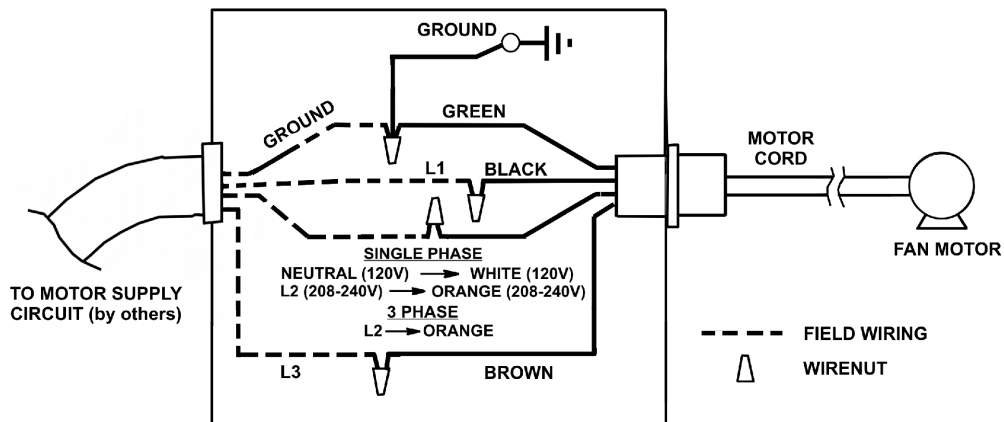 GROUND
GROUND
GREEN
L1
BLACK
MOTOR
CORD
FAN MOTOR
SINGLE PHASE
NEUTRAL (120V) → WHITE (120V)
L2 (208-240V) → ORANGE (208-240V)
3 PHASE
L2 → ORANGE
TO MOTOR SUPPLY
CIRCUIT (by others)
L3
BROWN
FIELD WIRING
WIRENUT